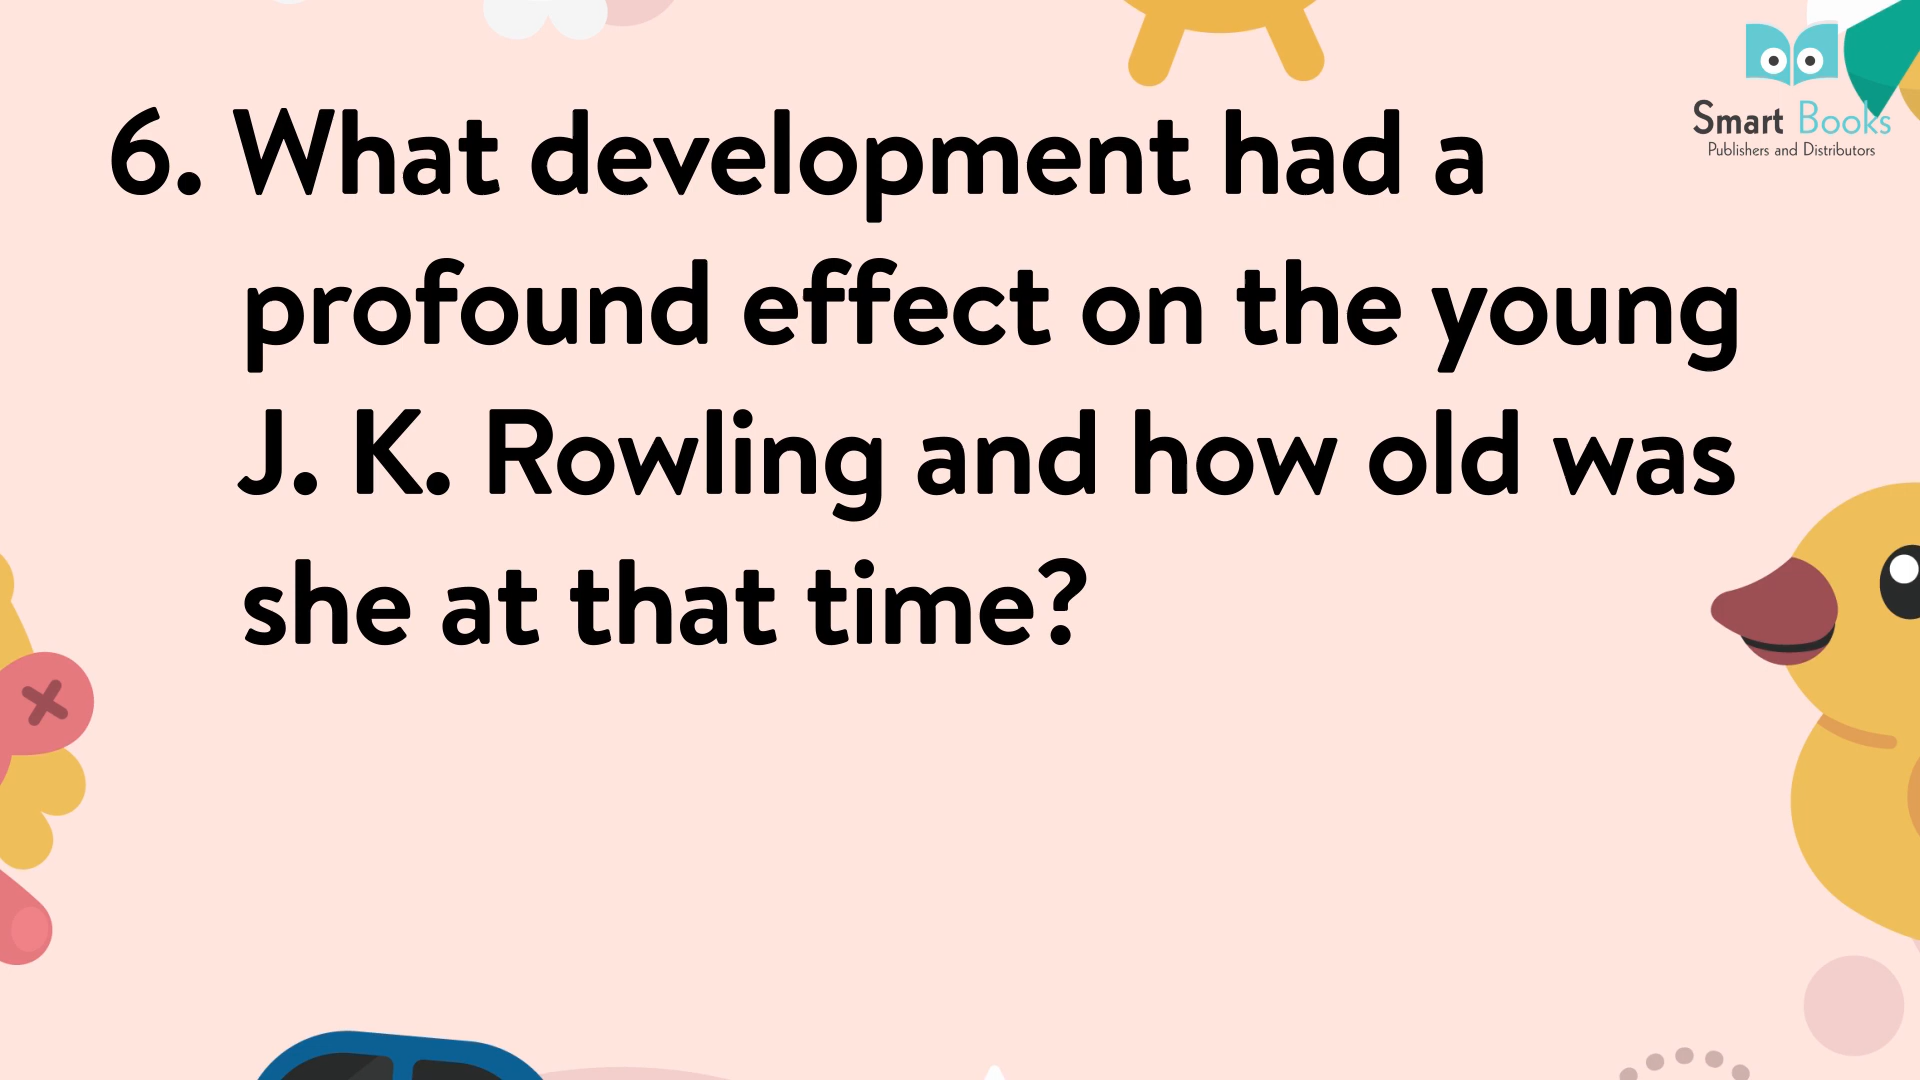 6. What development had a
profound effect on the young
J. K. Rowling and how old was
she at that time?
Smart Books
Publishers and Distributors